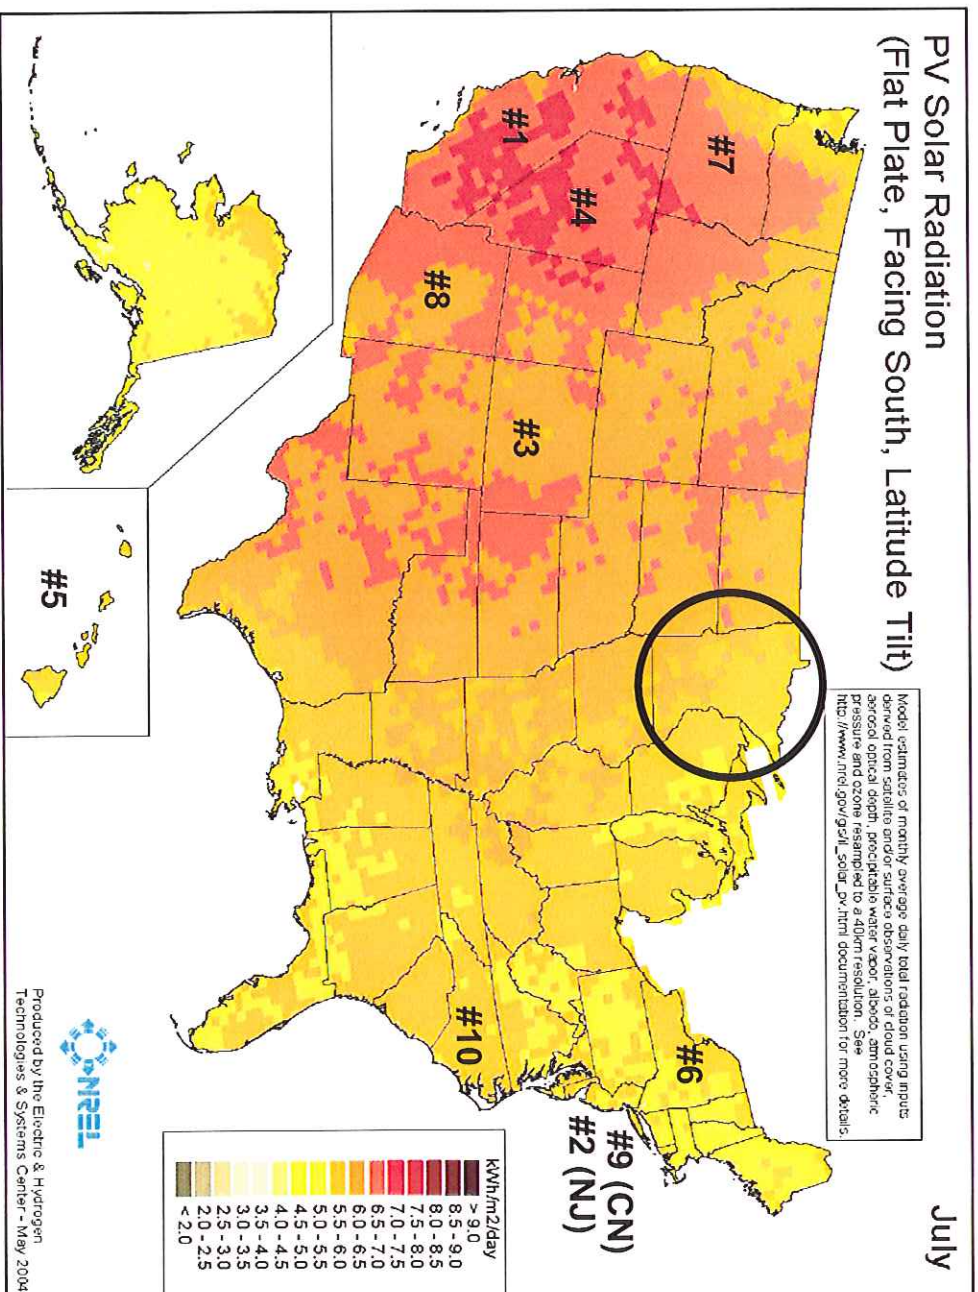 PV Solar Radiation
(Flat Plate, Facing South, Latitude Tilt)
July
Model estimates of monthly average daily total radiation using inputs
derived from satellite and/or surface observations of cloud cover,
aerosol optical depth, precipitable water vapor, albedo, atmospheric
pressure and ozone resampled to a 40km resolution. See
http://www.nrel.gov/gis/il_solar_pv.html documentation for more details.
#7
#1
#4
#8
#3
#5
#6
#10
#9 (CN)
#2 (NJ)
kWh/m2/day
> 9.0
8.5 - 9.0
8.0 - 8.5
7.5 - 8.0
7.0 - 7.5
6.5 - 7.0
6.0 - 6.5
5.5 - 6.0
5.0 - 5.5
4.5 - 5.0
4.0 - 4.5
3.5 - 4.0
3.0 - 3.5
2.5 - 3.0
2.0 - 2.5
< 2.0
NREL
Produced by the Electric & Hydrogen
Technologies & Systems Center - May 2004